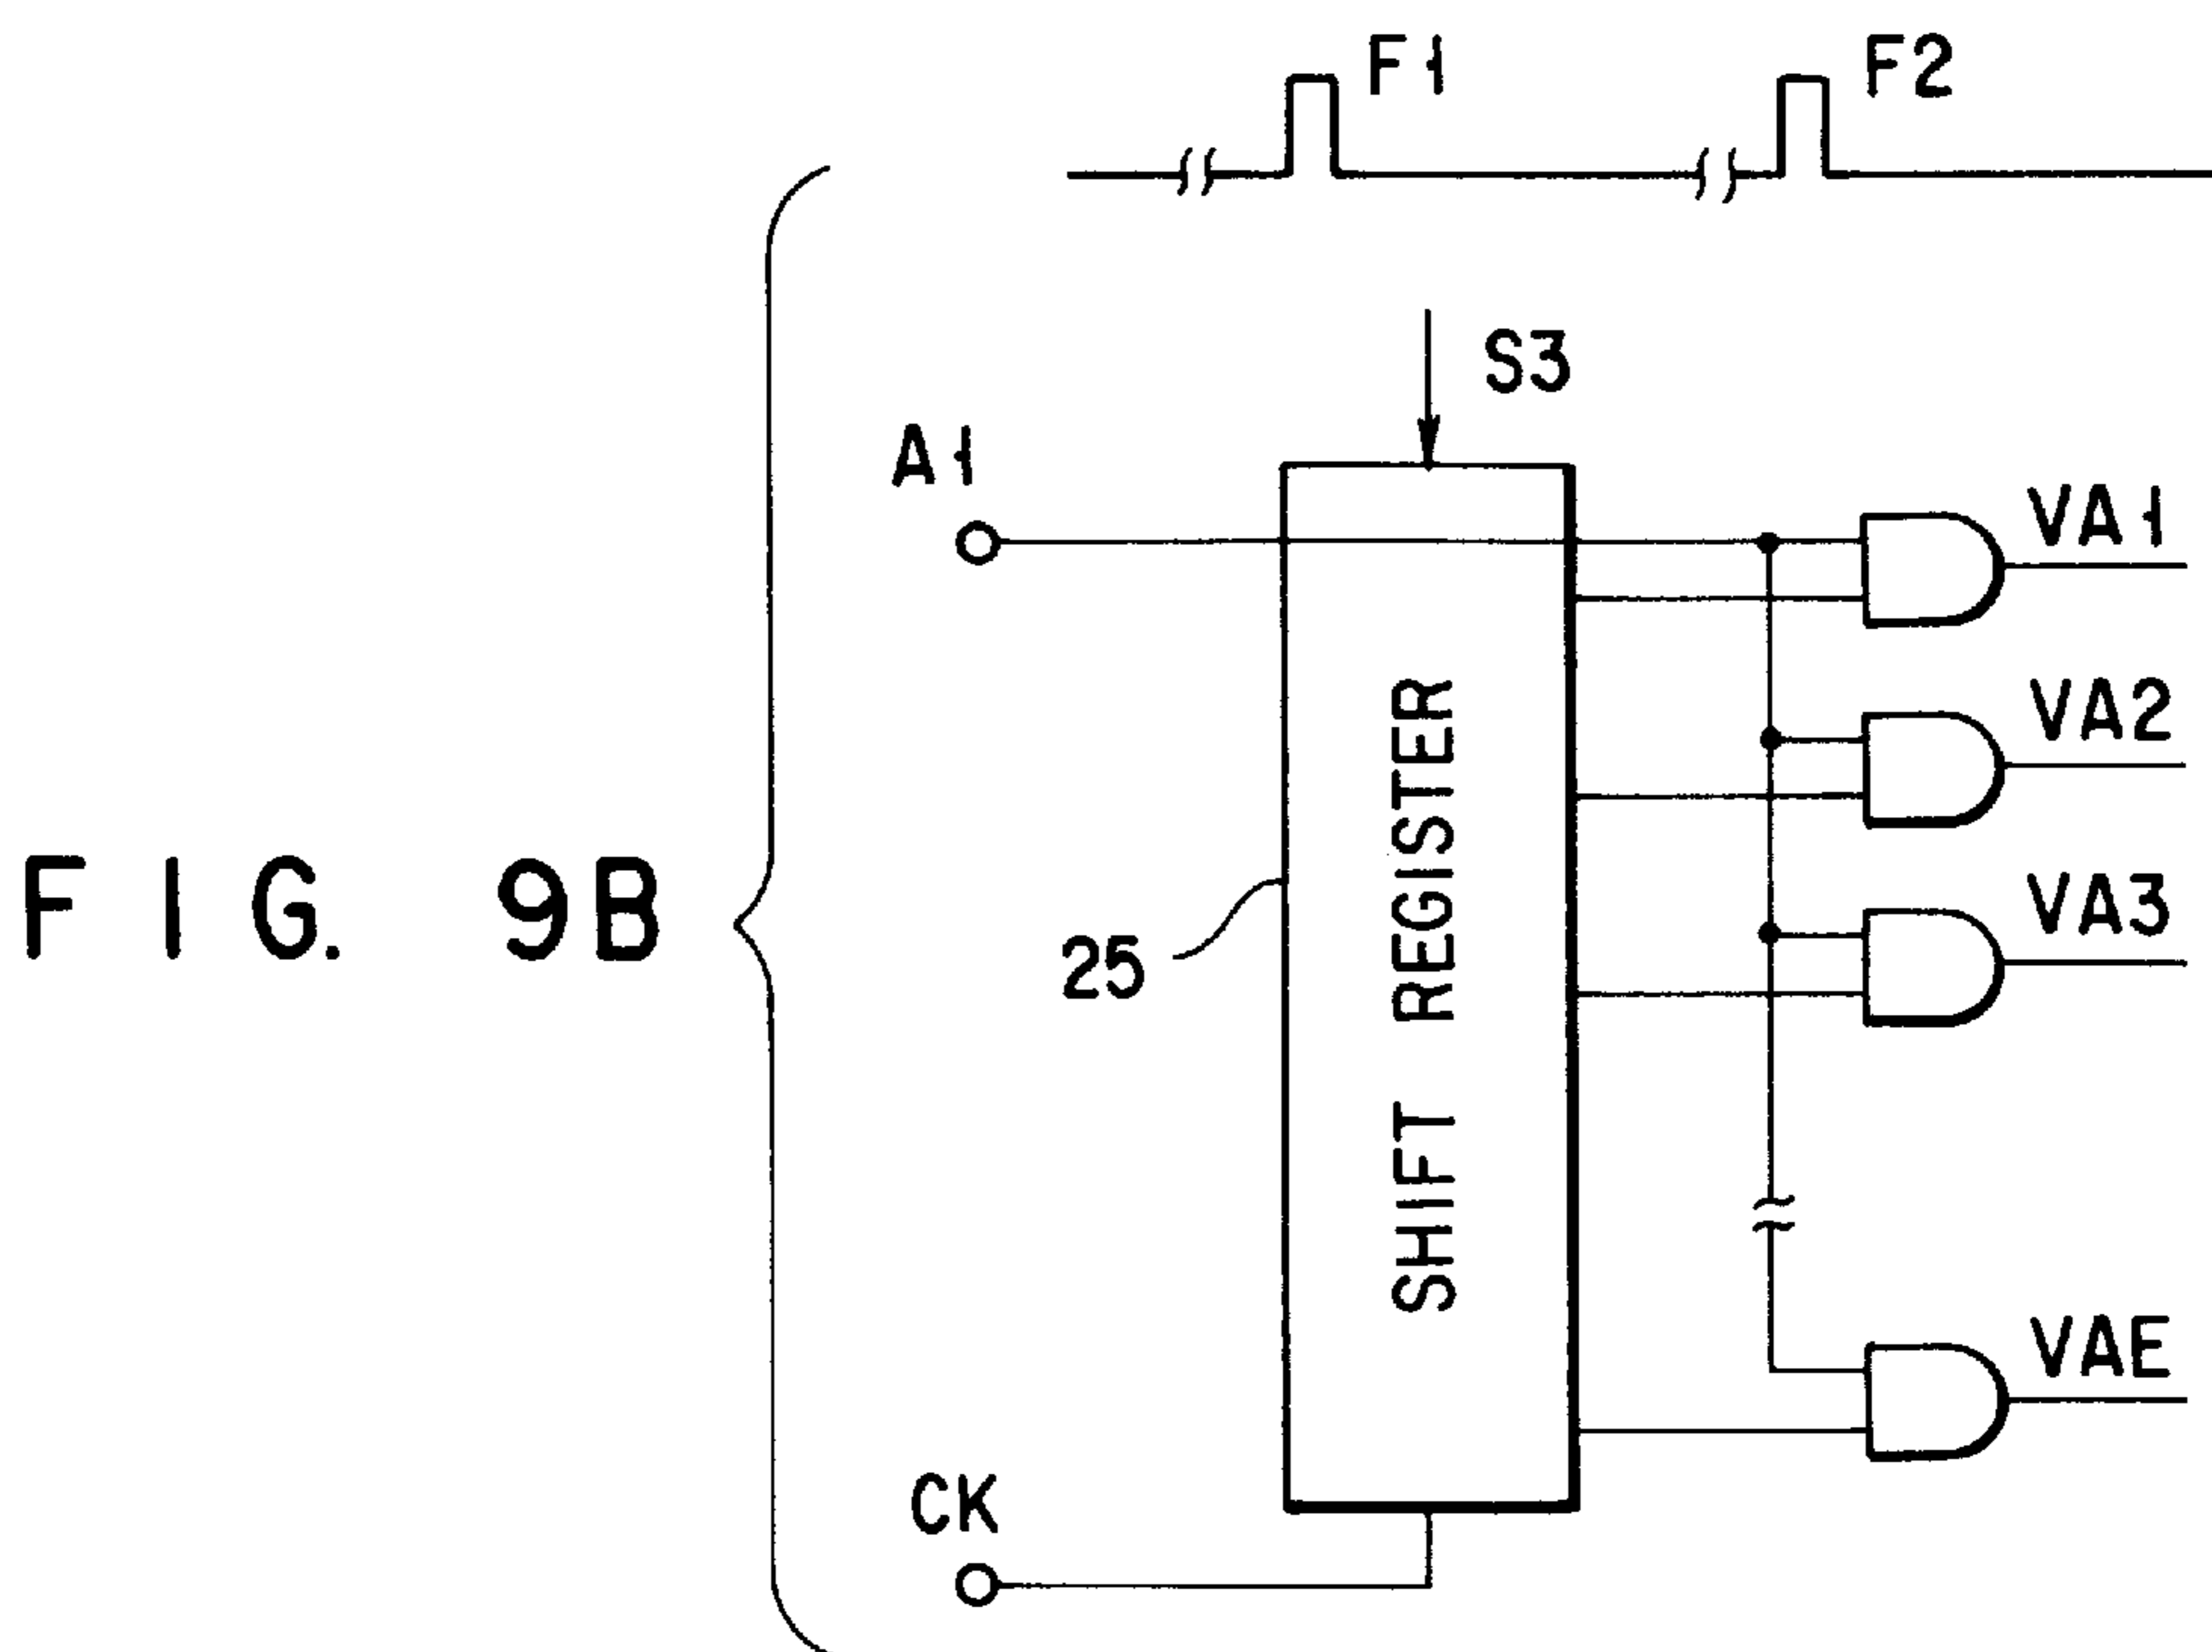 F1
F2
S3
A1
VA1
VA2
SHIFT REGISTER
VA3
FIG. 9B
25
VAE
CK